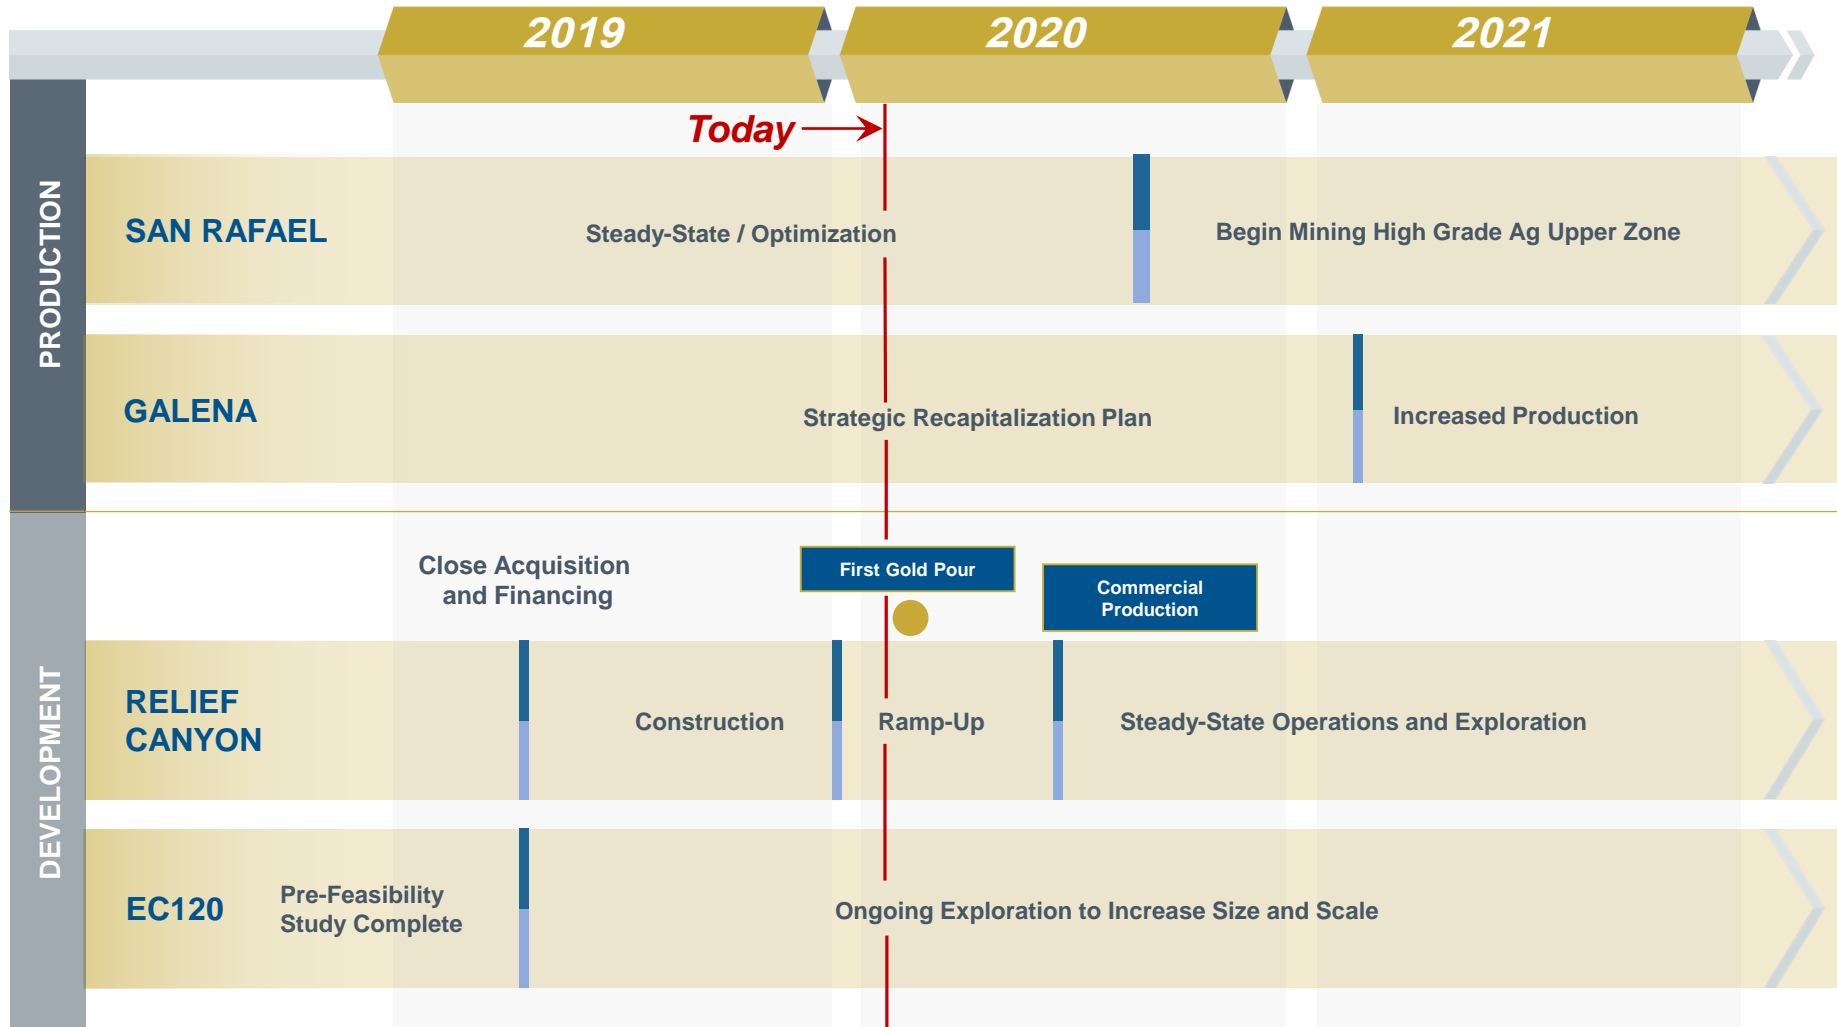 2019
2020
2021
Today
PRODUCTION
SAN RAFAEL
Steady-State / Optimization
Begin Mining High Grade Ag Upper Zone
GALENA
Strategic Recapitalization Plan
Increased Production
DEVELOPMENT
Close Acquisition
and Financing
First Gold Pour
Commercial
Production
RELIEF
CANYON
Construction
Ramp-Up
Steady-State Operations and Exploration
EC120
Pre-Feasibility
Study Complete
Ongoing Exploration to Increase Size and Scale